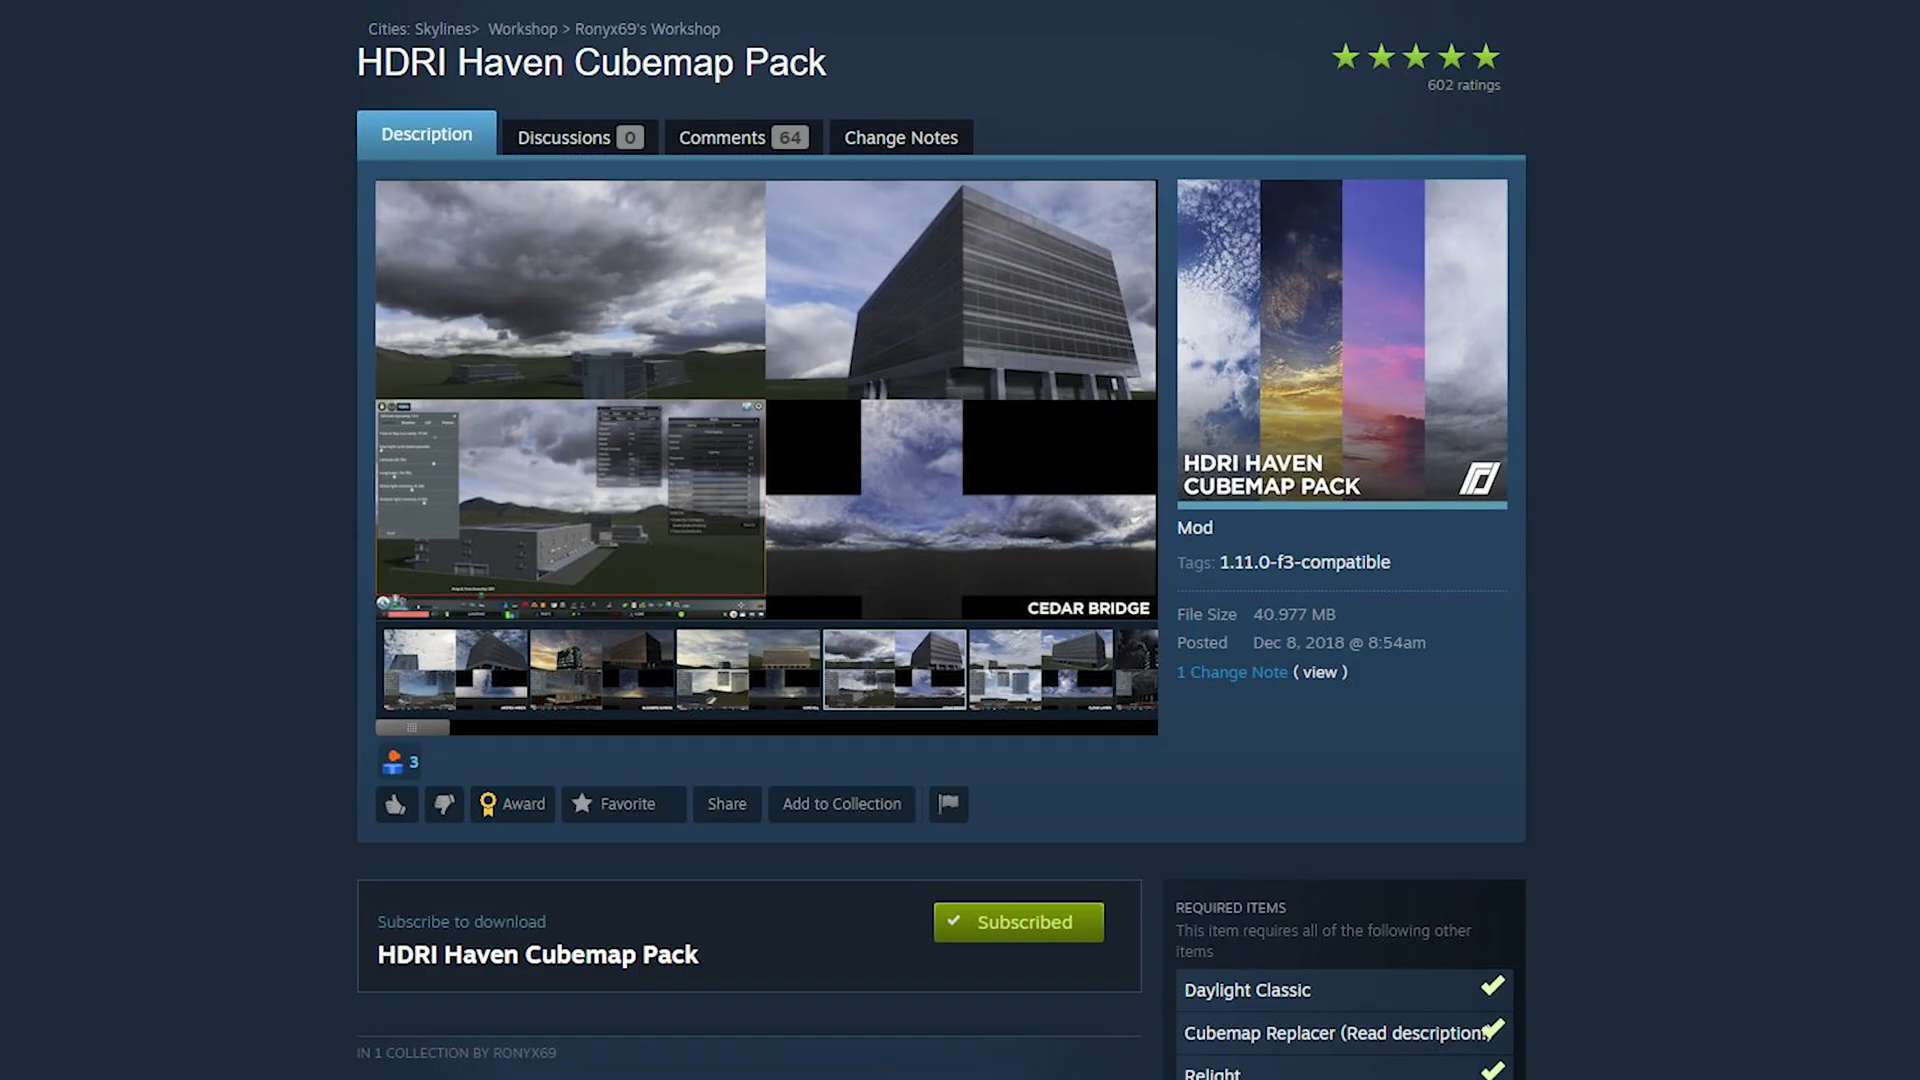 Cities: Skylines> Workshop > Ronyx69's Workshop
HDRI Haven Cubemap Pack
602 ratings
Description
Discussions 0
Comments 64
Change Notes
CEDAR BRIDGE
HDRI HAVEN
CUBEMAP PACK
Mod
Tags: 1.11.0-f3-compatible
File Size 40.977 MB
Posted Dec 8, 2018 @ 8:54am
1 Change Note ( view )
3
Award
Favorite
Share
Add to Collection
Subscribe to download
HDRI Haven Cubemap Pack
Subscribed
IN 1 COLLECTION BY RONYX69
REQUIRED ITEMS
This item requires all of the following other
items
Daylight Classic
Cubemap Replacer (Read description!)
Relight